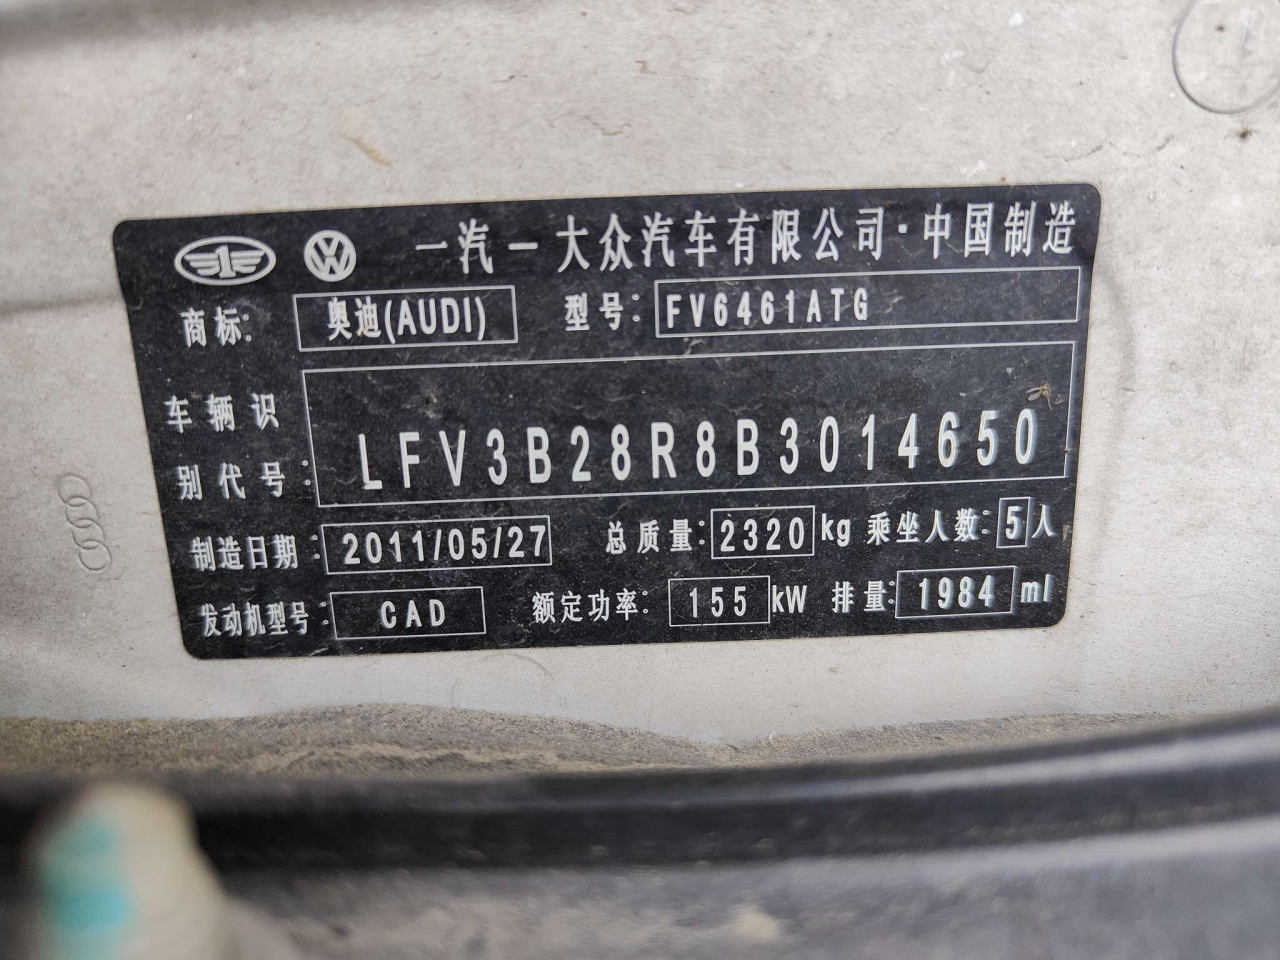 一汽-大众汽车有限公司·中国制造
商标: 奥迪(AUDI) 型号: FV6461ATG
车辆识别代号: LFV3B28R8B3014650
制造日期: 2011/05/27 总质量: 2320 kg 乘坐人数: 5 人
发动机型号: CAD 额定功率: 155 kW 排量: 1984 ml